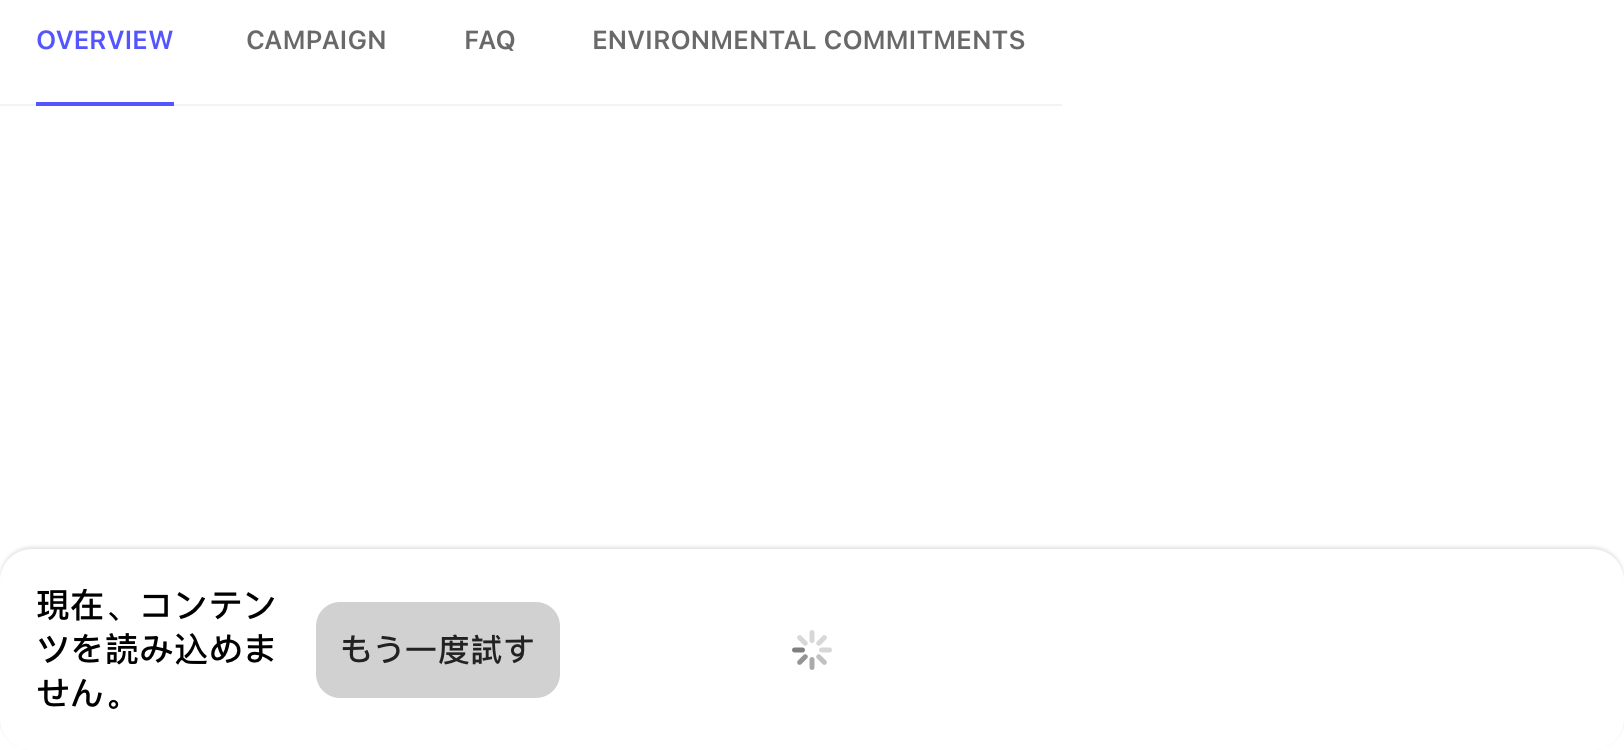 OVERVIEW CAMPAIGN FAQ ENVIRONMENTAL COMMITMENTS
現在、コンテン
ツを読み込めま
せん。
もう一度試す